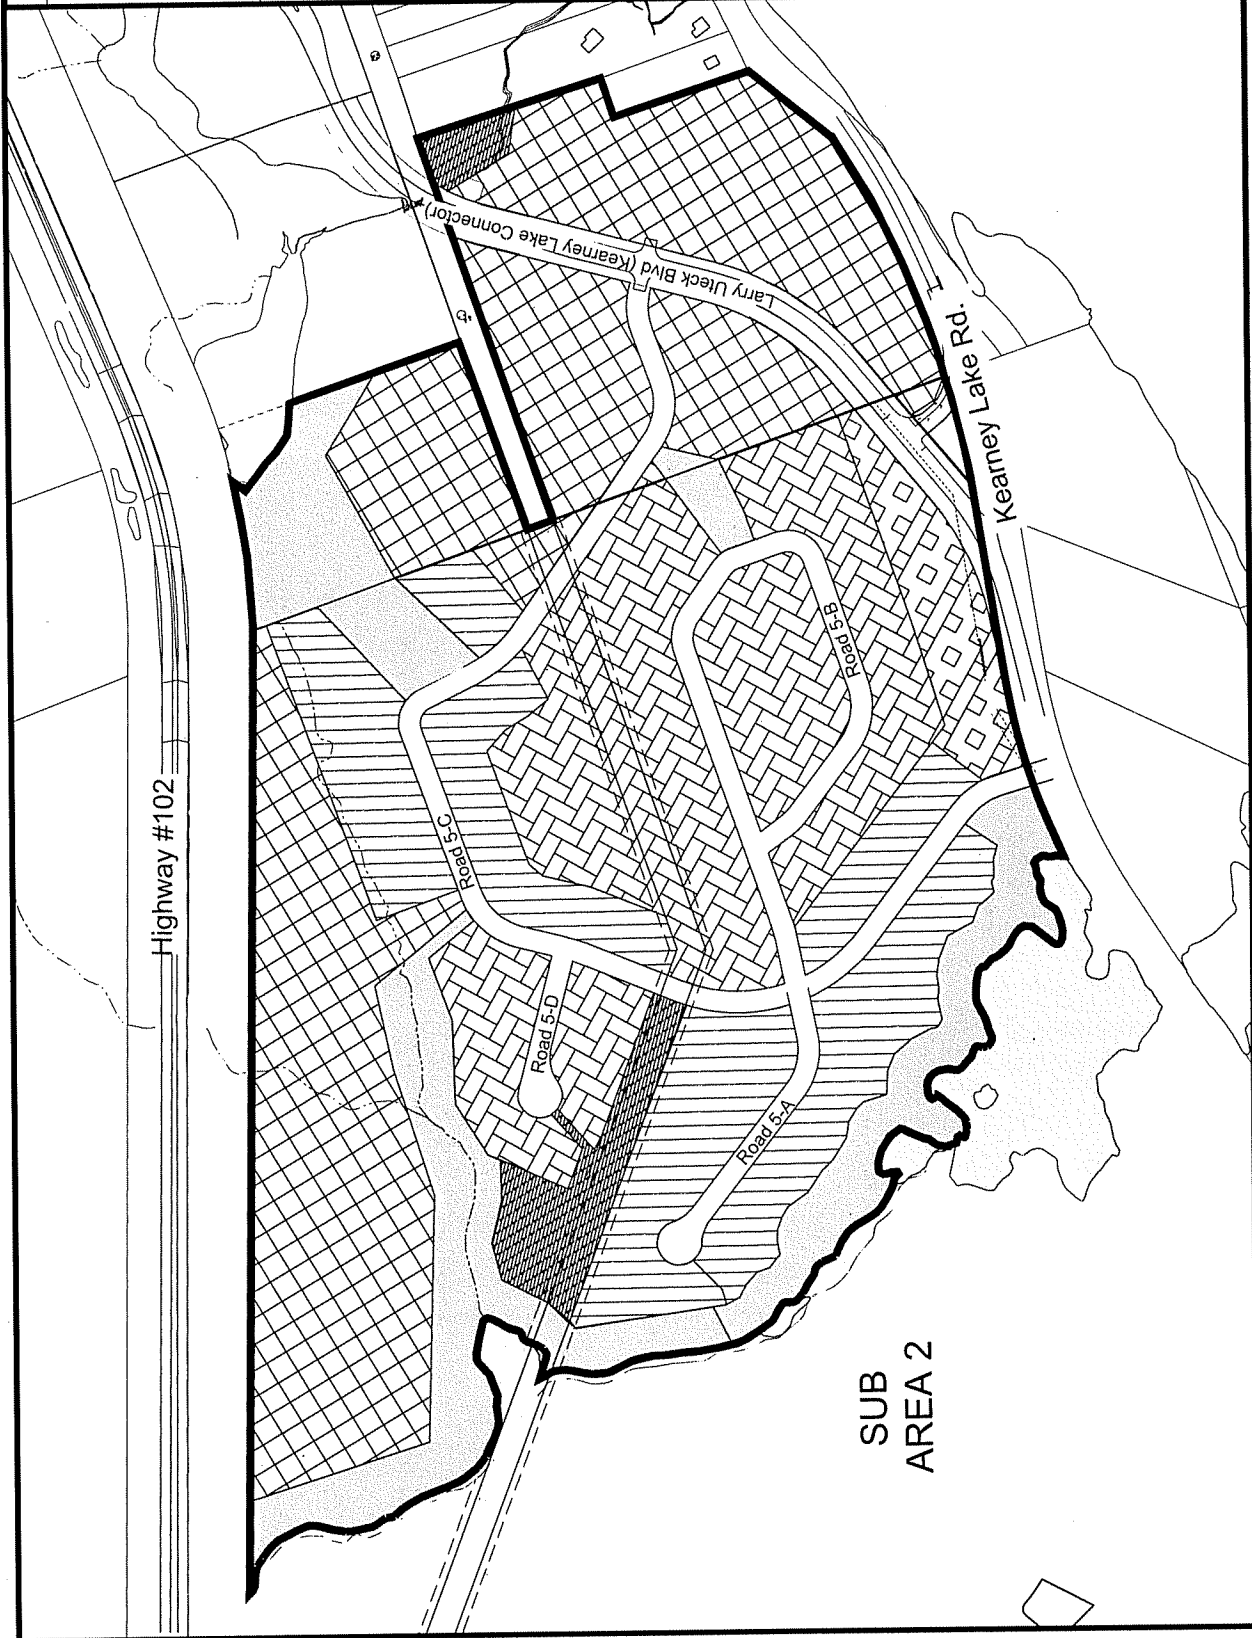 Larry Uteck Blvd (Kearney Lake Connector)
Kearney Lake Rd.
Highway #102
Road 5-B
Road 5-C
Road 5-D
Road 5-A
SUB
AREA 2